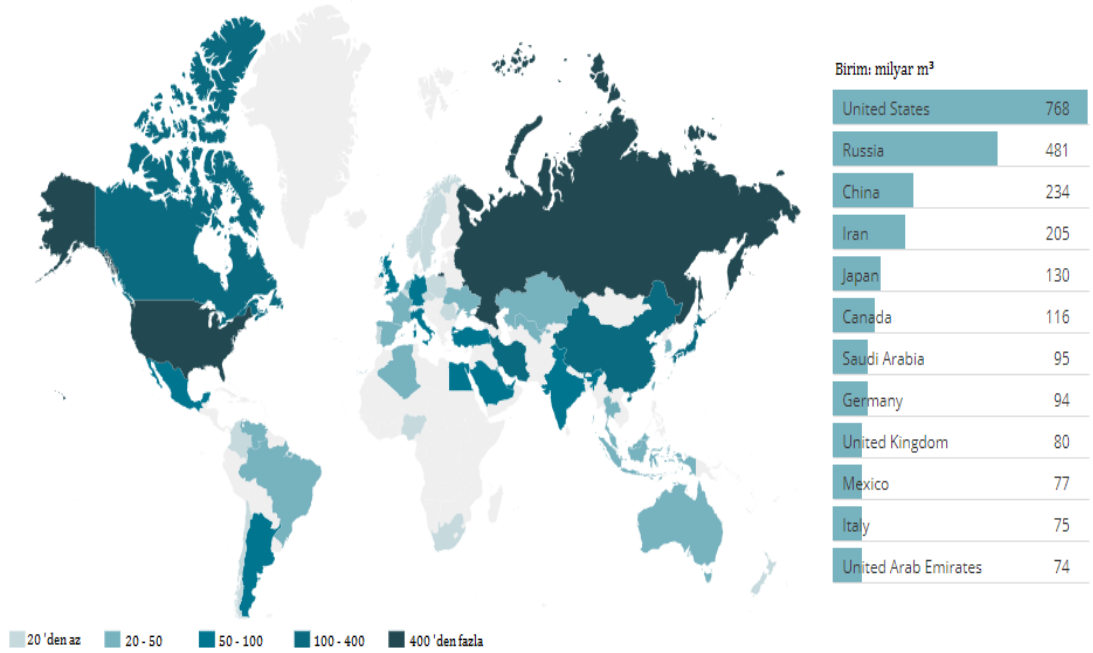 Birim: milyar m³
United States 768
Russia 481
China 234
Iran 205
Japan 130
Canada 116
Saudi Arabia 95
Germany 94
United Kingdom 80
Mexico 77
Italy 75
United Arab Emirates 74
20 'den az 20 - 50 50 - 100 100 - 400 400 'den fazla